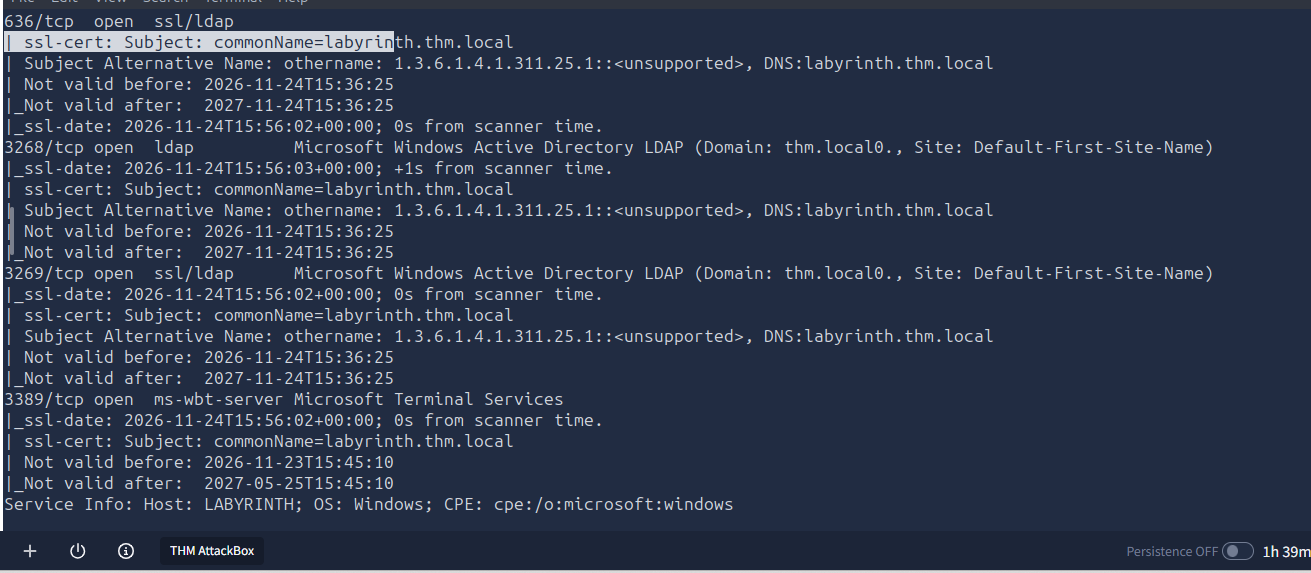 File Edit View Search Terminal Help
636/tcp open ssl/ldap
| ssl-cert: Subject: commonName=labyrinth.thm.local
| Subject Alternative Name: othername: 1.3.6.1.4.1.311.25.1::<unsupported>, DNS:labyrinth.thm.local
| Not valid before: 2026-11-24T15:36:25
|_Not valid after: 2027-11-24T15:36:25
|_ssl-date: 2026-11-24T15:56:02+00:00; 0s from scanner time.
3268/tcp open ldap Microsoft Windows Active Directory LDAP (Domain: thm.local0., Site: Default-First-Site-Name)
|_ssl-date: 2026-11-24T15:56:03+00:00; +1s from scanner time.
| ssl-cert: Subject: commonName=labyrinth.thm.local
| Subject Alternative Name: othername: 1.3.6.1.4.1.311.25.1::<unsupported>, DNS:labyrinth.thm.local
| Not valid before: 2026-11-24T15:36:25
|_Not valid after: 2027-11-24T15:36:25
3269/tcp open ssl/ldap Microsoft Windows Active Directory LDAP (Domain: thm.local0., Site: Default-First-Site-Name)
|_ssl-date: 2026-11-24T15:56:02+00:00; 0s from scanner time.
| ssl-cert: Subject: commonName=labyrinth.thm.local
| Subject Alternative Name: othername: 1.3.6.1.4.1.311.25.1::<unsupported>, DNS:labyrinth.thm.local
| Not valid before: 2026-11-24T15:36:25
|_Not valid after: 2027-11-24T15:36:25
3389/tcp open ms-wbt-server Microsoft Terminal Services
|_ssl-date: 2026-11-24T15:56:02+00:00; 0s from scanner time.
| ssl-cert: Subject: commonName=labyrinth.thm.local
| Not valid before: 2026-11-23T15:45:10
|_Not valid after: 2027-05-25T15:45:10
Service Info: Host: LABYRINTH; OS: Windows; CPE: cpe:/o:microsoft:windows
THM AttackBox
Persistence OFF
1h 39m